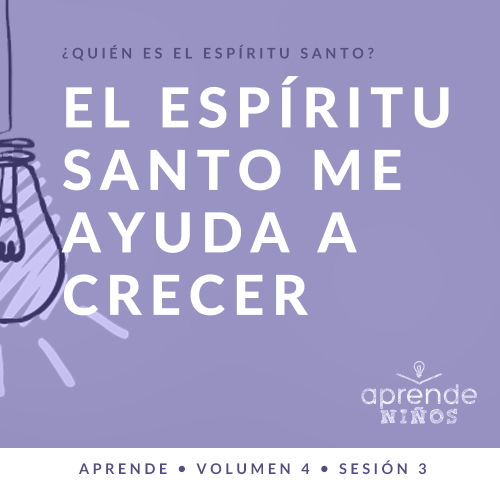 ¿QUIÉN ES EL ESPÍRITU SANTO?
EL ESPÍRITU
SANTO ME
AYUDA A
CRECER
aprende
NIÑOS
APRENDE • VOLUMEN 4 • SESIÓN 3